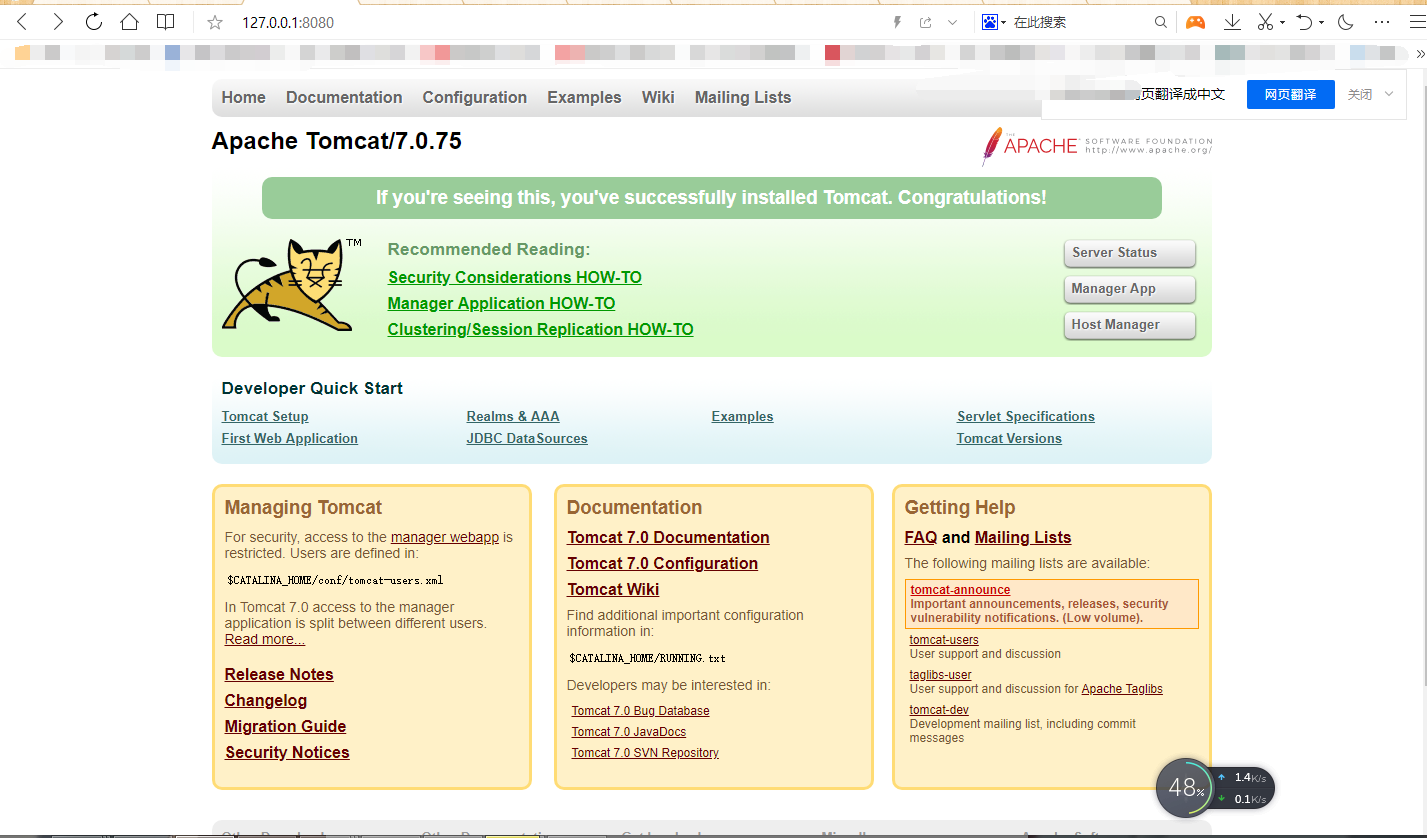 127.0.0.1:8080
在此搜索
页翻译成中文
网页翻译
关闭
Home Documentation Configuration Examples Wiki Mailing Lists
Apache Tomcat/7.0.75
THE APACHE SOFTWARE FOUNDATION
http://www.apache.org/
If you're seeing this, you've successfully installed Tomcat. Congratulations!
TM
Recommended Reading:
Security Considerations HOW-TO
Manager Application HOW-TO
Clustering/Session Replication HOW-TO
Server Status
Manager App
Host Manager
Developer Quick Start
Tomcat Setup
First Web Application
Realms & AAA
JDBC DataSources
Examples
Servlet Specifications
Tomcat Versions
Managing Tomcat
For security, access to the manager webapp is
restricted. Users are defined in:
$CATALINA_HOME/conf/tomcat-users.xml
In Tomcat 7.0 access to the manager
application is split between different users.
Read more...
Release Notes
Changelog
Migration Guide
Security Notices
Documentation
Tomcat 7.0 Documentation
Tomcat 7.0 Configuration
Tomcat Wiki
Find additional important configuration
information in:
$CATALINA_HOME/RUNNING.txt
Developers may be interested in:
Tomcat 7.0 Bug Database
Tomcat 7.0 JavaDocs
Tomcat 7.0 SVN Repository
Getting Help
FAQ and Mailing Lists
The following mailing lists are available:
tomcat-announce
Important announcements, releases, security
vulnerability notifications. (Low volume).
tomcat-users
User support and discussion
taglibs-user
User support and discussion for Apache Taglibs
tomcat-dev
Development mailing list, including commit
messages
48%
1.4K/s
0.1K/s